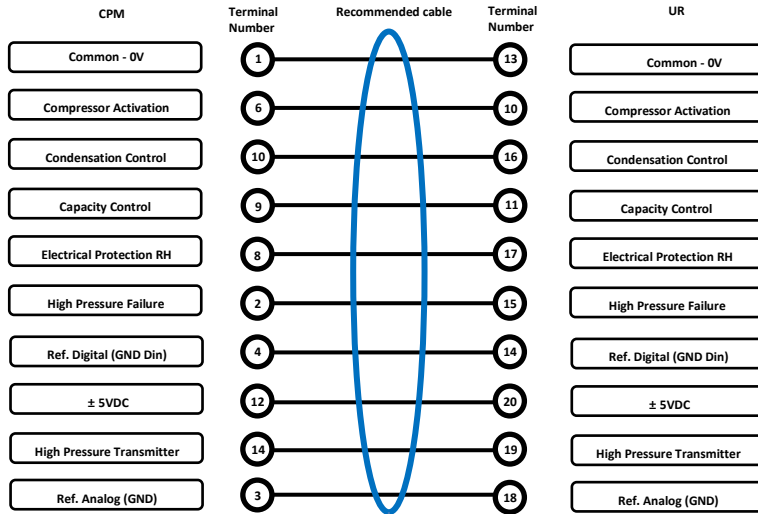 CPM Terminal Number Recommended cable Terminal Number UR
Common - 0V 1 13 Common - 0V
Compressor Activation 6 10 Compressor Activation
Condensation Control 10 16 Condensation Control
Capacity Control 9 11 Capacity Control
Electrical Protection RH 8 17 Electrical Protection RH
High Pressure Failure 2 15 High Pressure Failure
Ref. Digital (GND Din) 4 14 Ref. Digital (GND Din)
± 5VDC 12 20 ± 5VDC
High Pressure Transmitter 14 19 High Pressure Transmitter
Ref. Analog (GND) 3 18 Ref. Analog (GND)